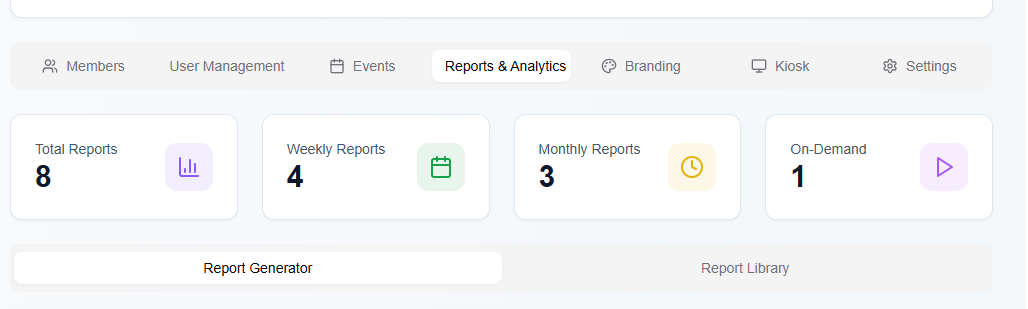 Members
User Management
Events
Reports & Analytics
Branding
Kiosk
Settings
Total Reports
8
Weekly Reports
4
Monthly Reports
3
On-Demand
1
Report Generator
Report Library